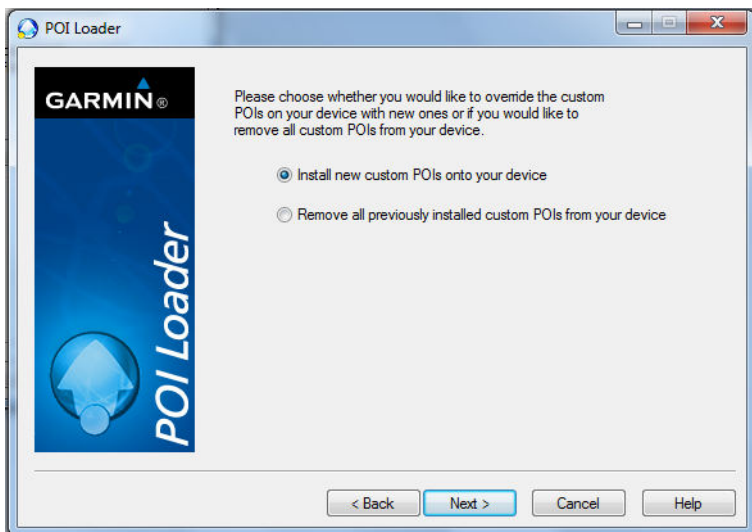 POI Loader
GARMIN®
POI Loader
Please choose whether you would like to override the custom
POIs on your device with new ones or if you would like to
remove all custom POIs from your device.
Install new custom POIs onto your device
Remove all previously installed custom POIs from your device
< Back
Next >
Cancel
Help